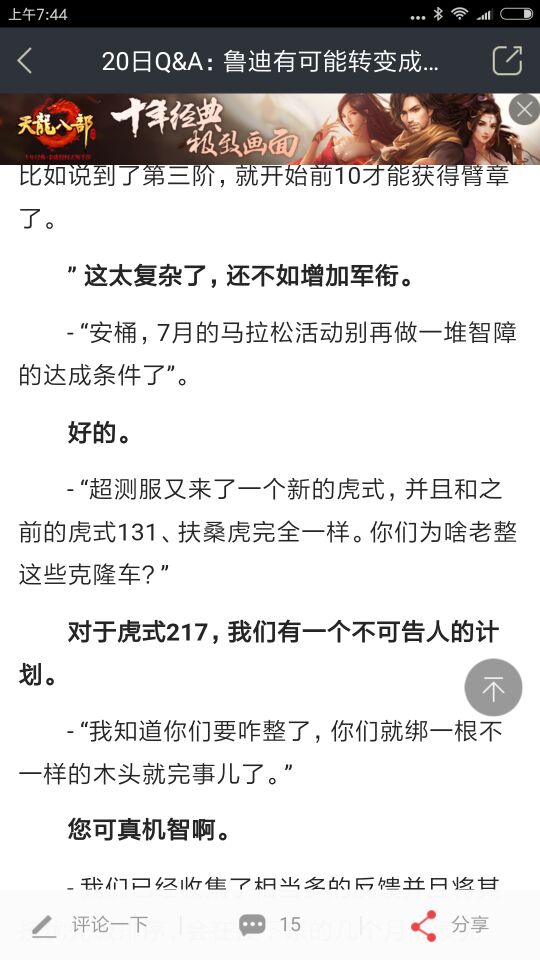 上午7:44
20日Q&A：鲁迪有可能转变成...
天龍八部
十年经典
极致画面
比如说到了第三阶，就开始前10才能获得臂章
了。
” 这太复杂了，还不如增加军衔。
- “安桶，7月的马拉松活动别再做一堆智障
的达成条件了”。
好的。
- “超测服又来了一个新的虎式，并且和之
前的虎式131、扶桑虎完全一样。你们为啥老整
这些克隆车？”
对于虎式217，我们有一个不可告人的计
划。
- “我知道你们要咋整了，你们就绑一根不
一样的木头就完事儿了。”
您可真机智啊。
- 我们已经收集了相当多的反馈并且将其
评论一下
15
分享